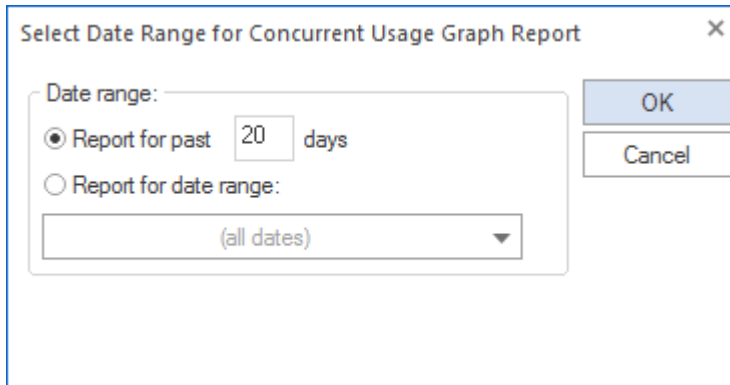 Select Date Range for Concurrent Usage Graph Report
Date range:
Report for past 20 days
Report for date range:
(all dates)
OK
Cancel